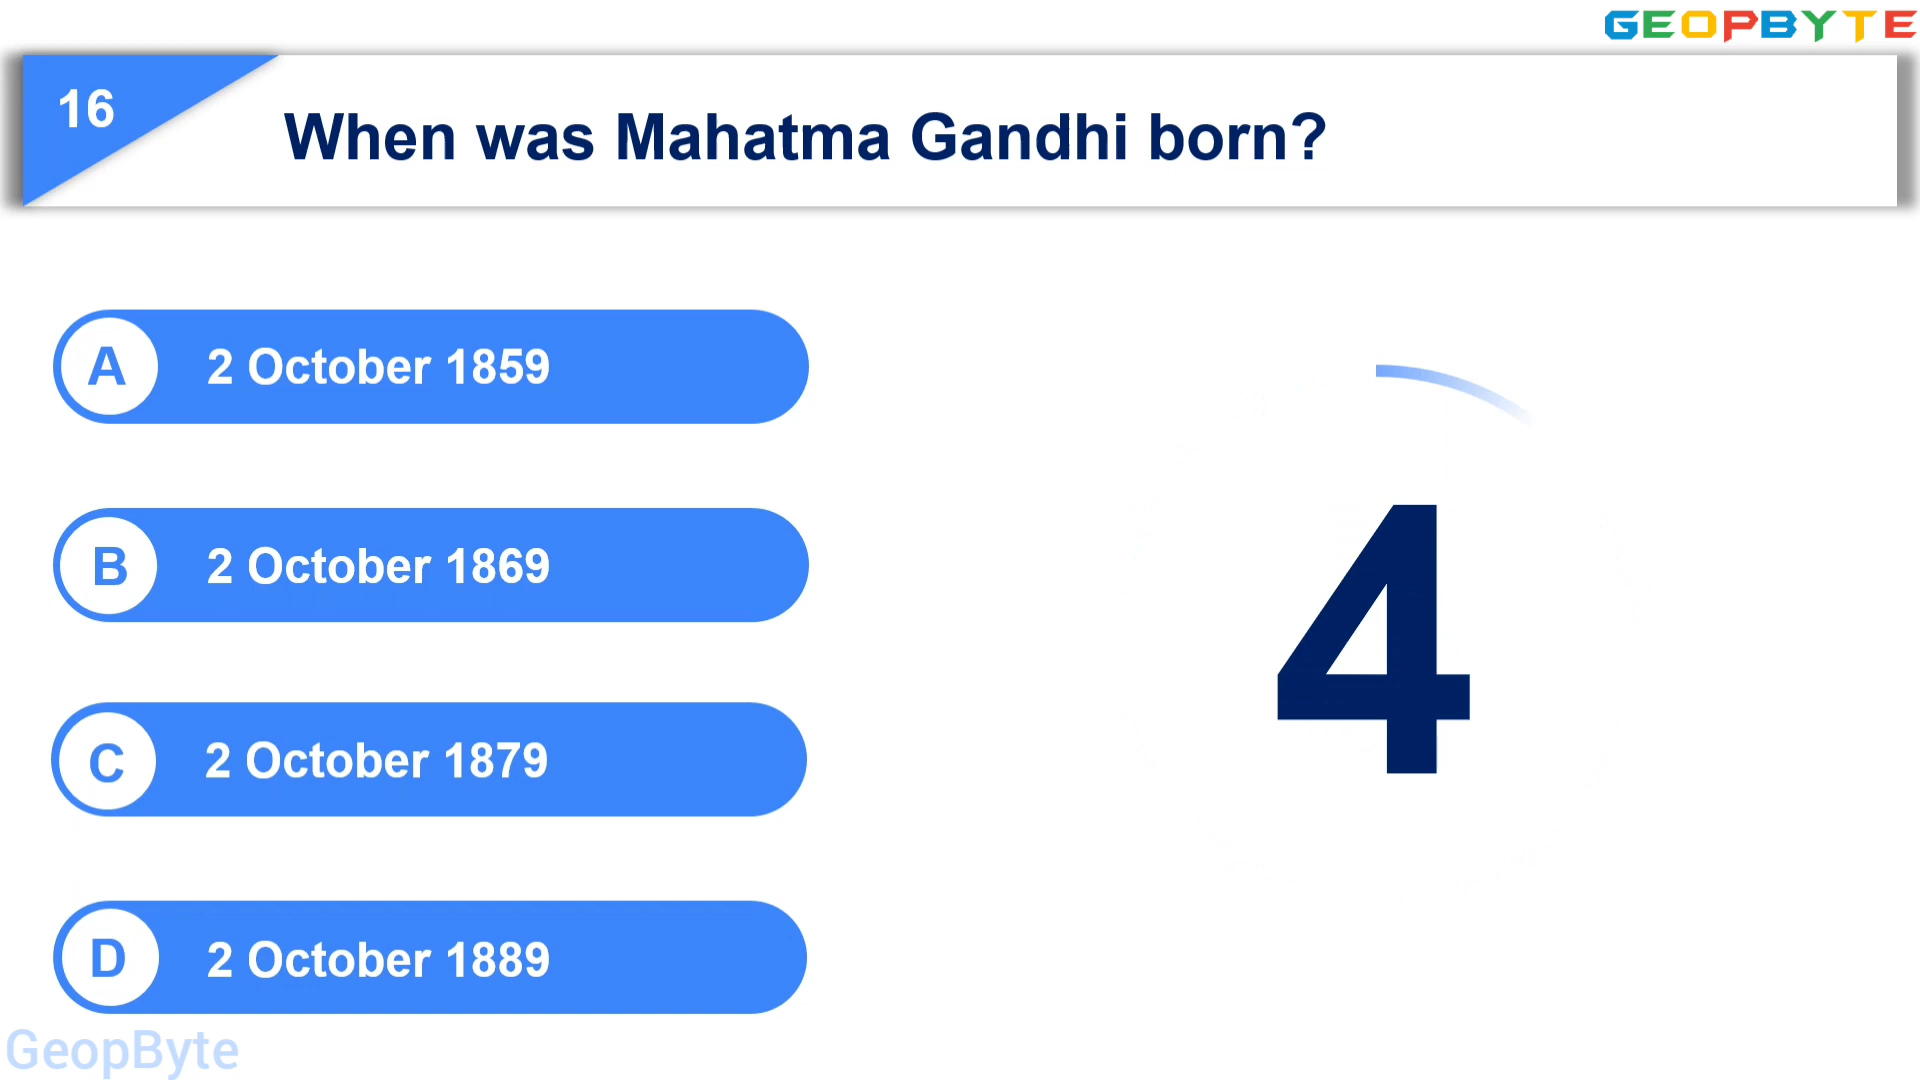 GEOPBYTE
16
When was Mahatma Gandhi born?
A 2 October 1859
B 2 October 1869
4
C 2 October 1879
D 2 October 1889
GeopByte